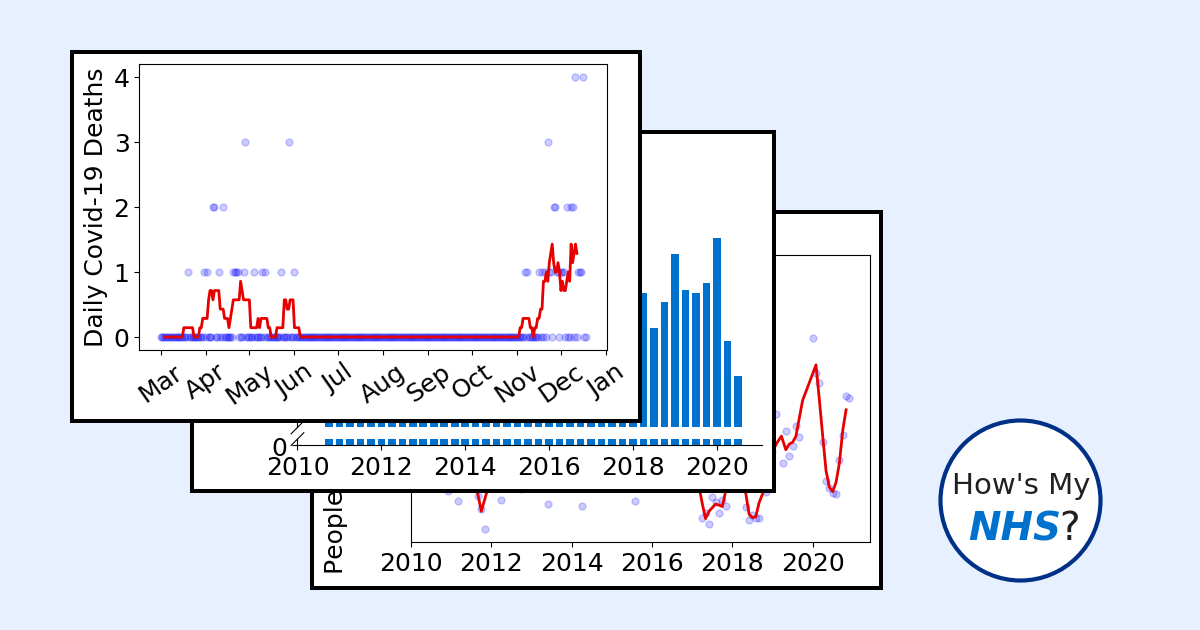 Daily Covid-19 Deaths
4
3
2
1
0
Mar Apr May Jun Jul Aug Sep Oct Nov Dec Jan
0
2010 2012 2014 2016 2018 2020
People
2010 2012 2014 2016 2018 2020
How's My
NHS?